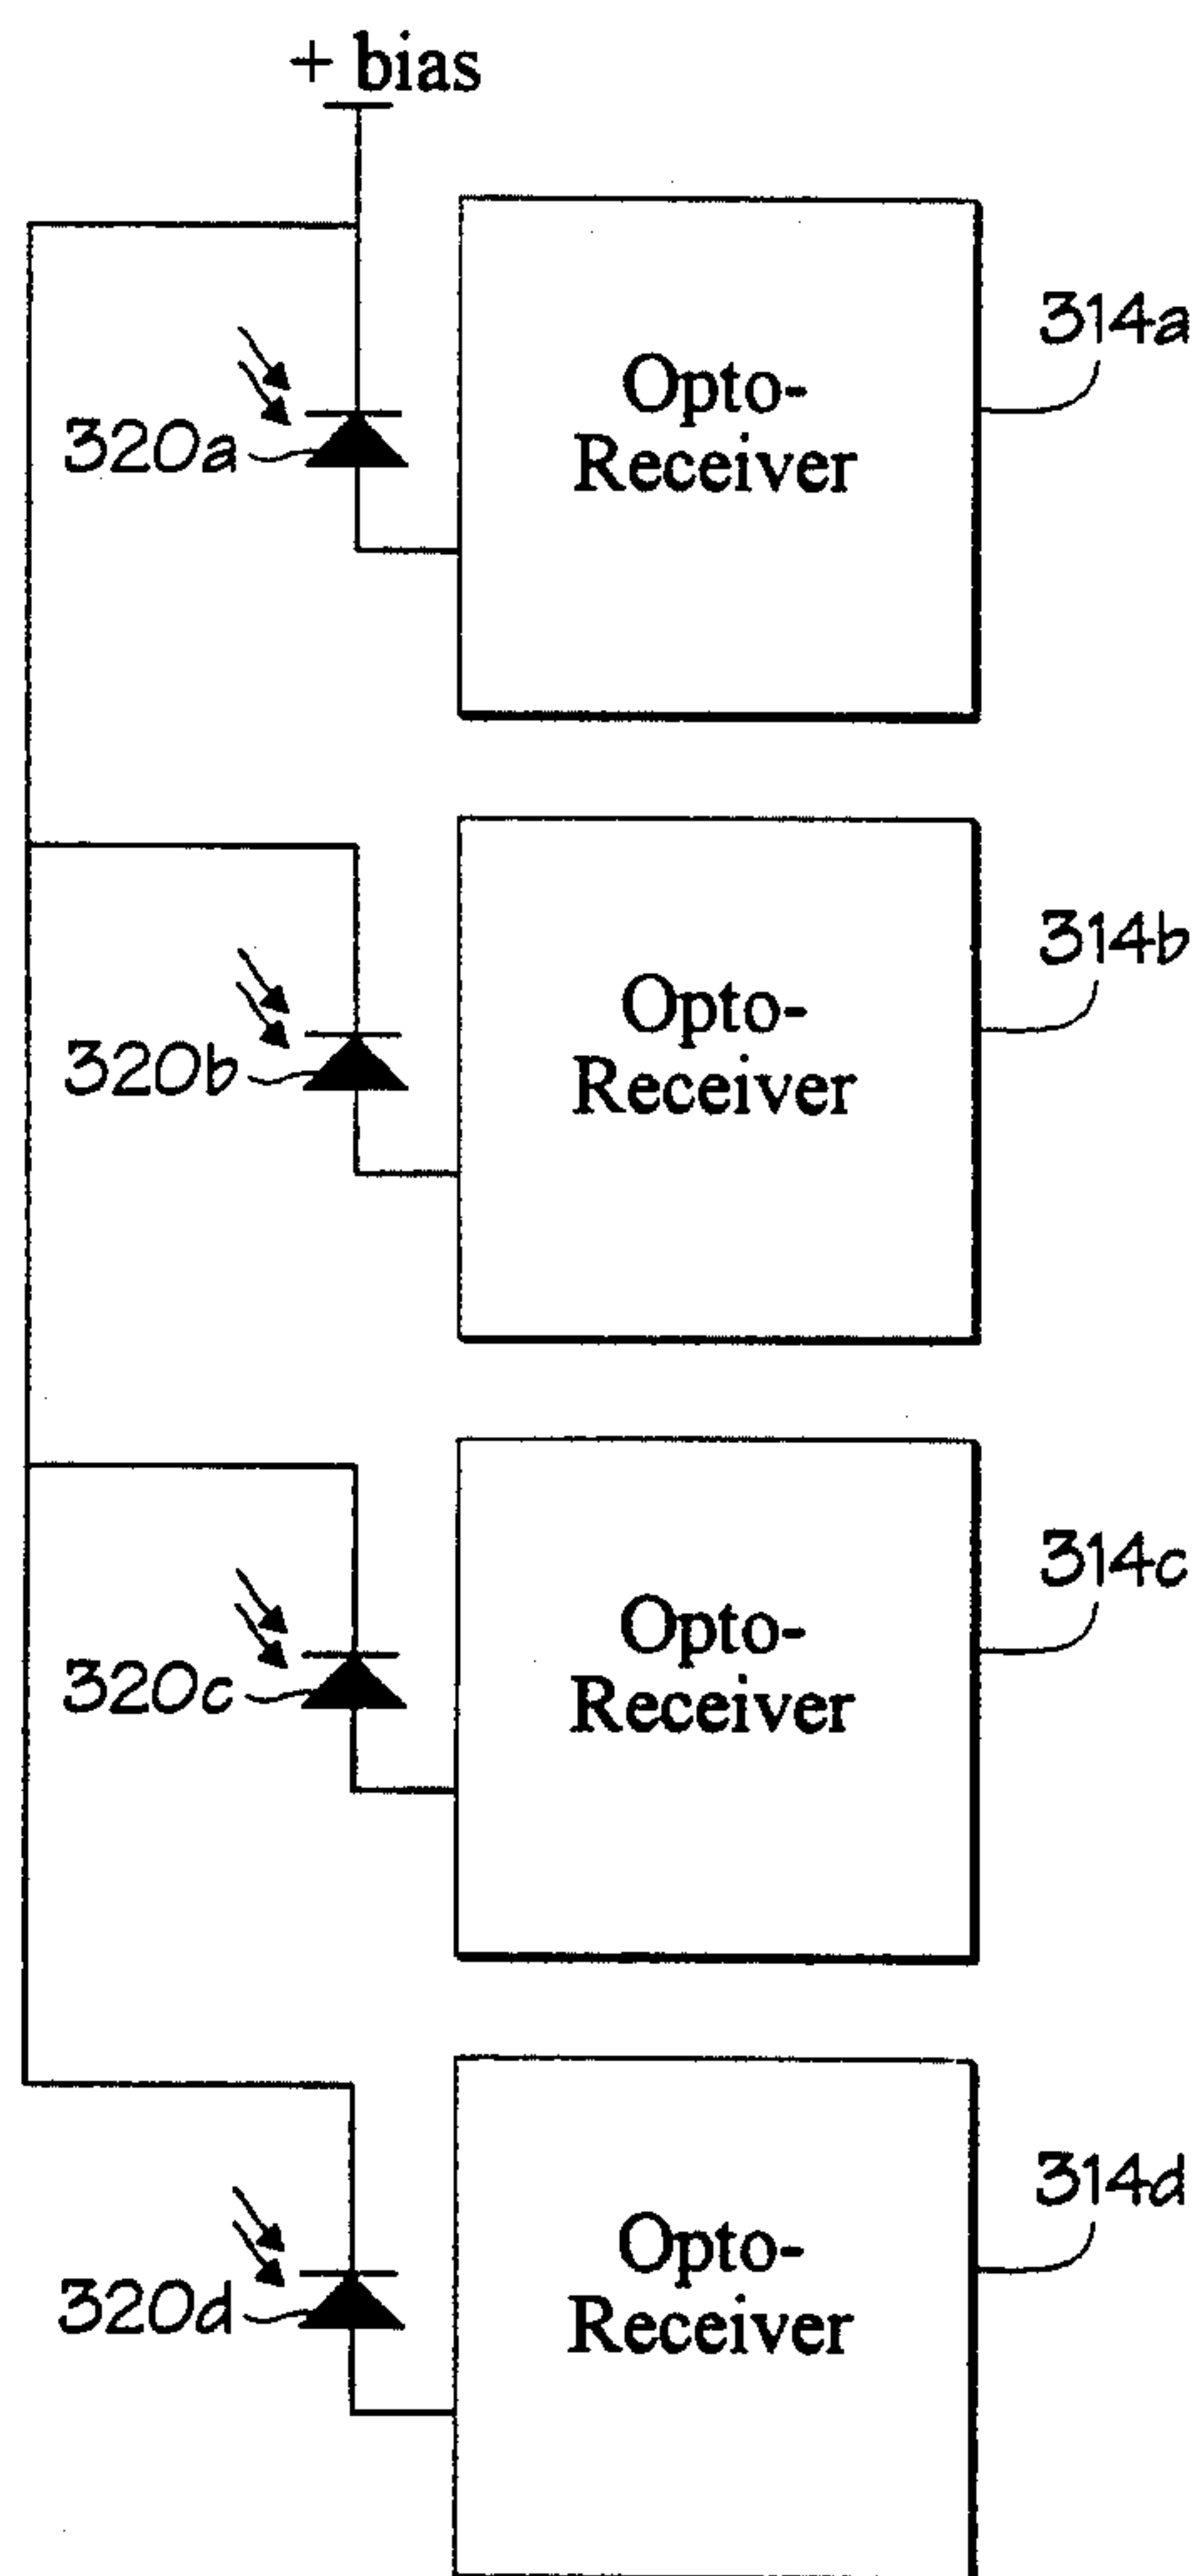 + bias
314a
Opto-
Receiver
320a
314b
Opto-
Receiver
320b
314c
Opto-
Receiver
320c
314d
Opto-
Receiver
320d